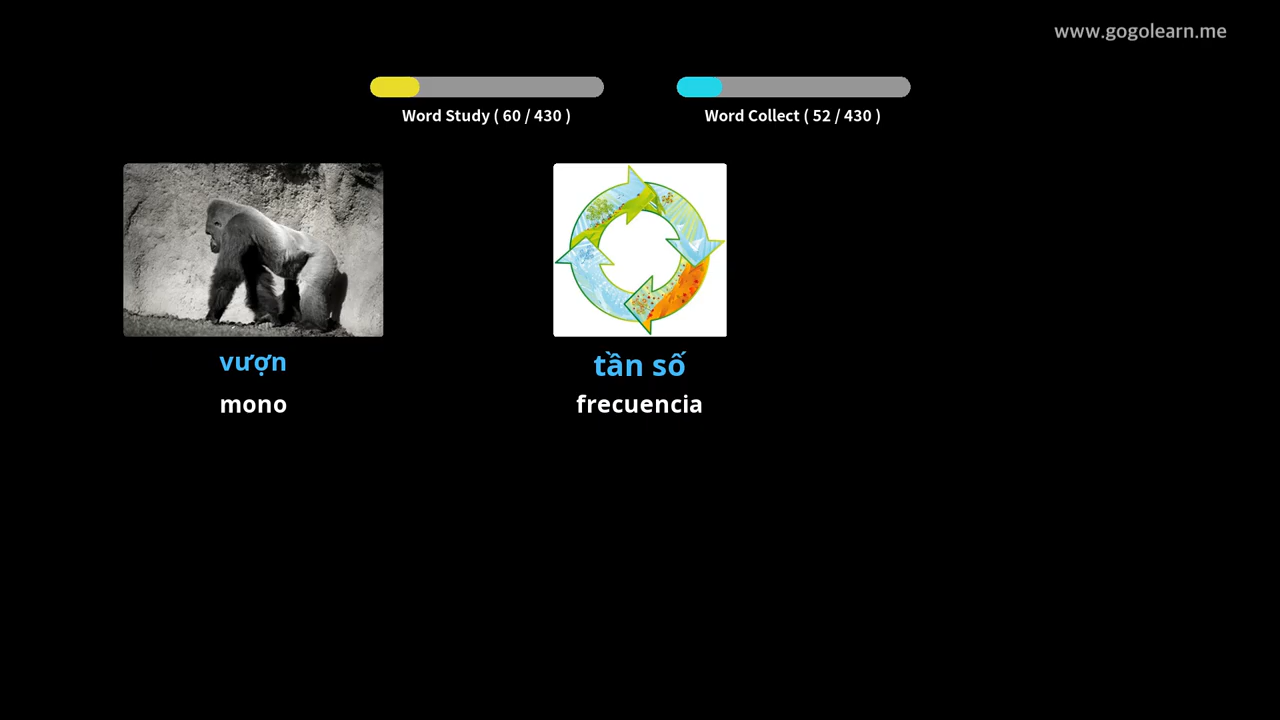 www.gogolearn.me
Word Study ( 60 / 430 )
Word Collect ( 52 / 430 )
vượn
mono
tần số
frecuencia